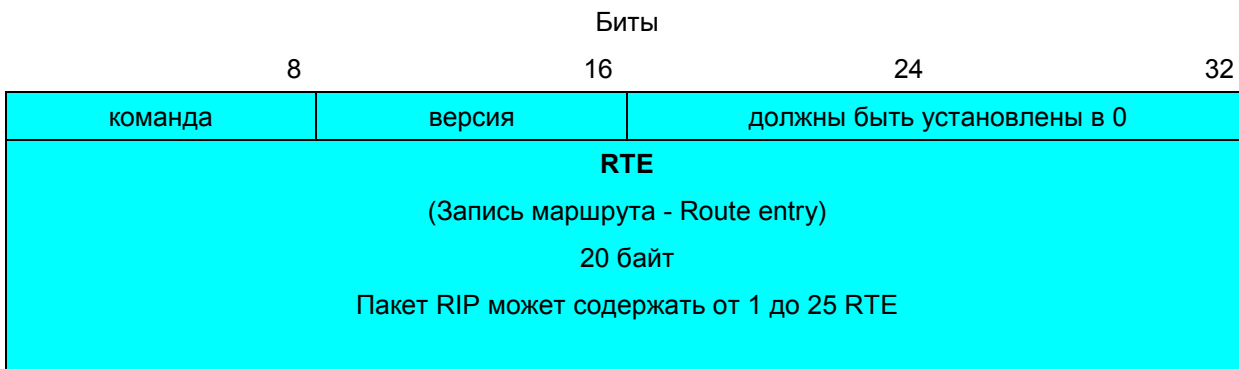 Биты
8 16 24 32
команда версия должны быть установлены в 0
RTE
(Запись маршрута - Route entry)
20 байт
Пакет RIP может содержать от 1 до 25 RTE